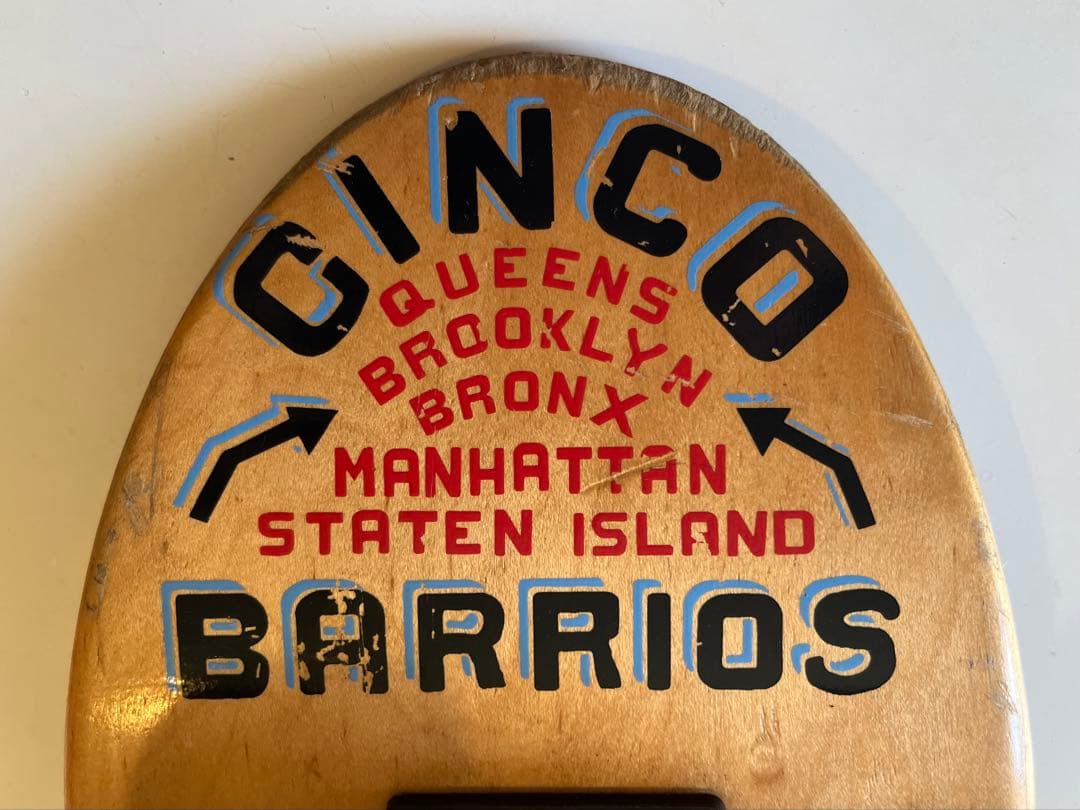 CINCO
QUEENS
BROOKLYN
BRONX
MANHATTAN
STATEN ISLAND
BARRIOS